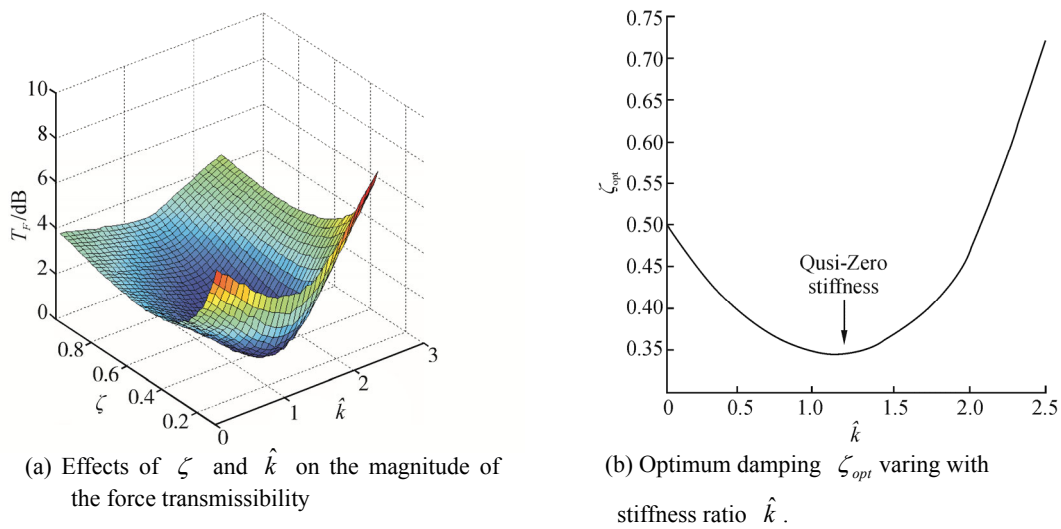 10
8
6
4
2
0
T_F/dB
0.8
0.6
0.4
0.2
ζ
0
1
2
3
k̂
(a) Effects of ζ and k̂ on the magnitude of
the force transmissibility
0.75
0.70
0.65
0.60
0.55
0.50
0.45
0.40
0.35
ζopt
Qusi-Zero
stiffness
0
0.5
1.0
1.5
2.0
2.5
k̂
(b) Optimum damping ζopt varing with
stiffness ratio k̂ .